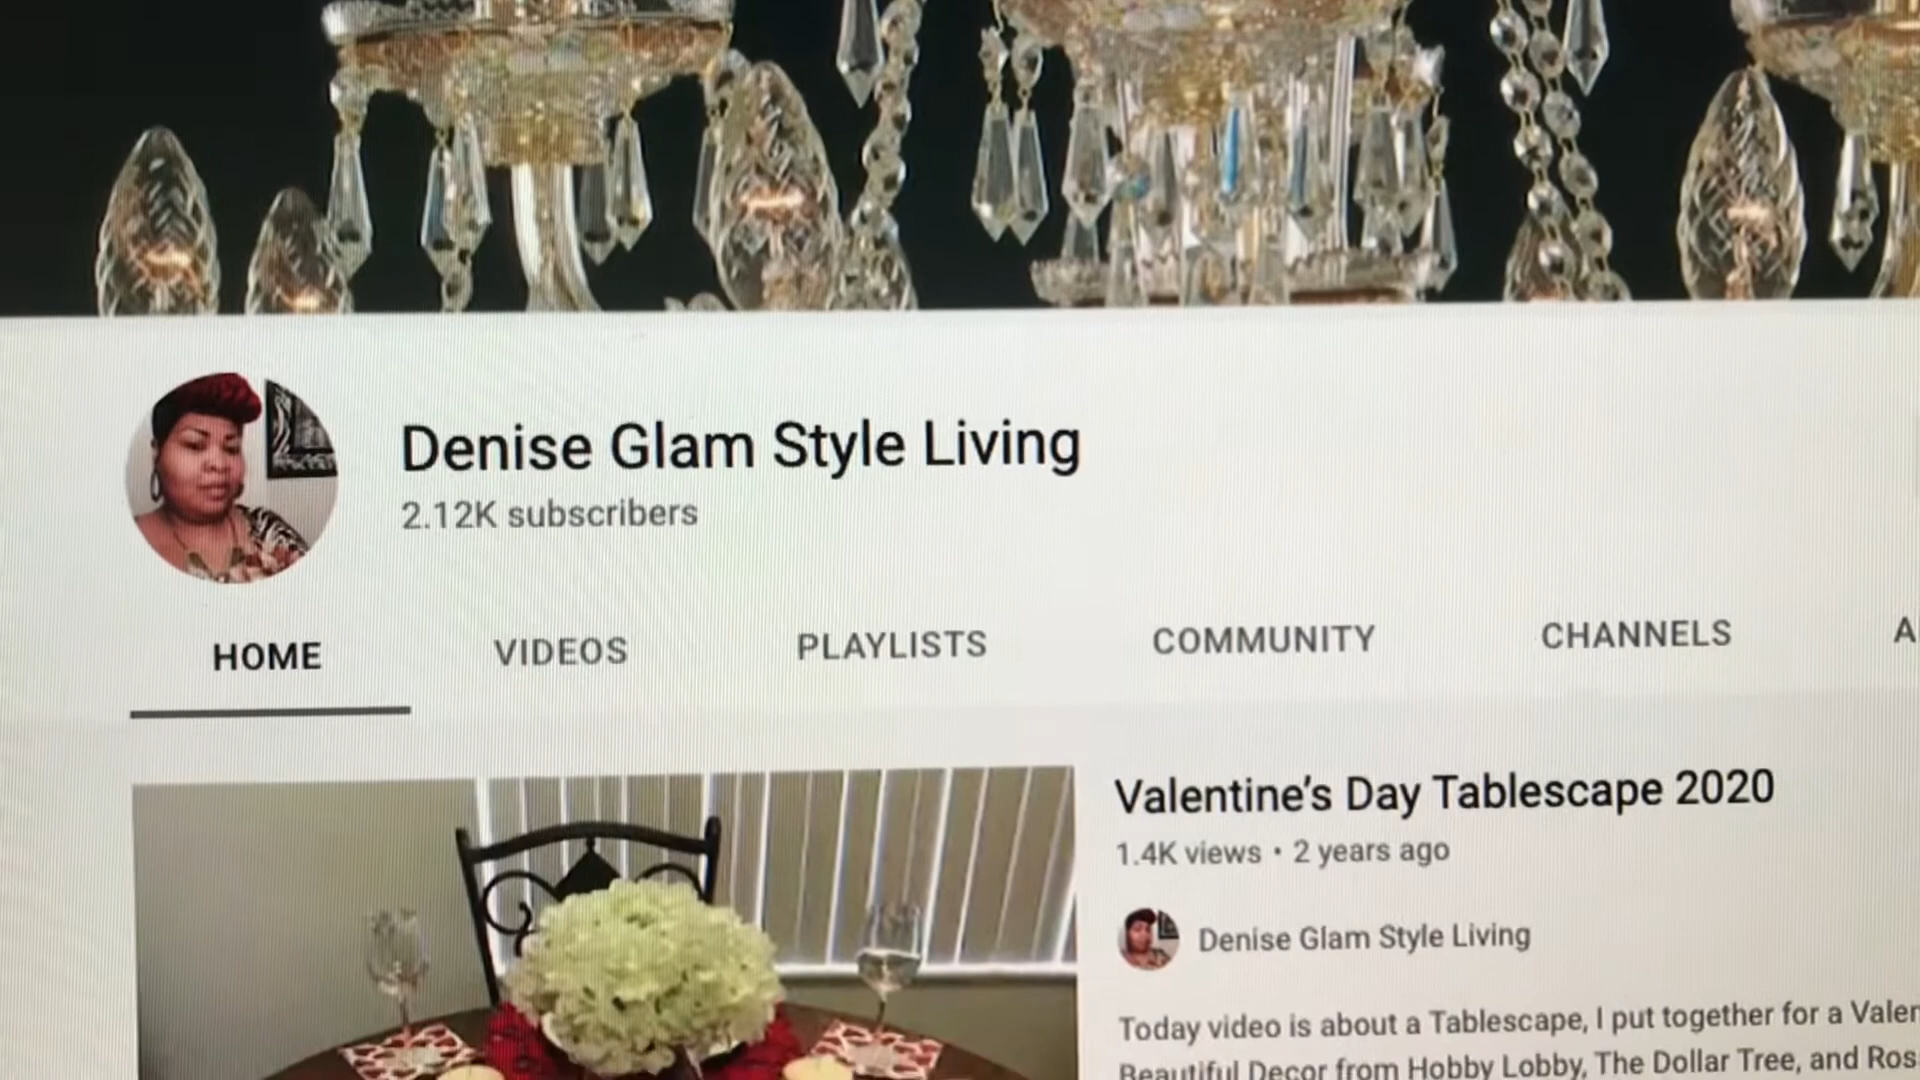 Denise Glam Style Living
2.12K subscribers
HOME VIDEOS PLAYLISTS COMMUNITY CHANNELS A
Valentine's Day Tablescape 2020
1.4K views • 2 years ago
Denise Glam Style Living
Today video is about a Tablescape, I put together for a Valen
Beautiful Decor from Hobby Lobby, The Dollar Tree, and Ros